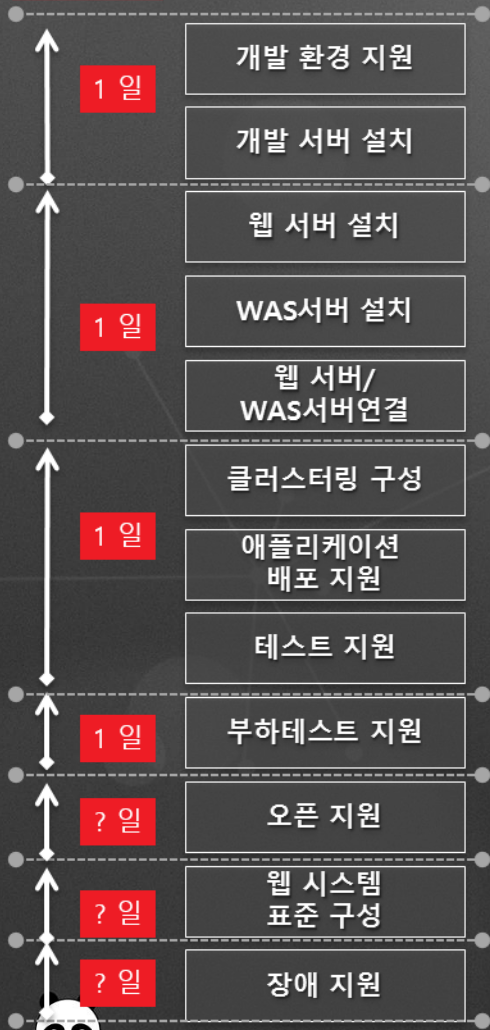 개발 환경 지원
1 일
개발 서버 설치
웹 서버 설치
WAS서버 설치
1 일
웹 서버/
WAS서버연결
클러스터링 구성
1 일
애플리케이션
배포 지원
테스트 지원
1 일
부하테스트 지원
? 일
오픈 지원
? 일
웹 시스템
표준 구성
? 일
장애 지원